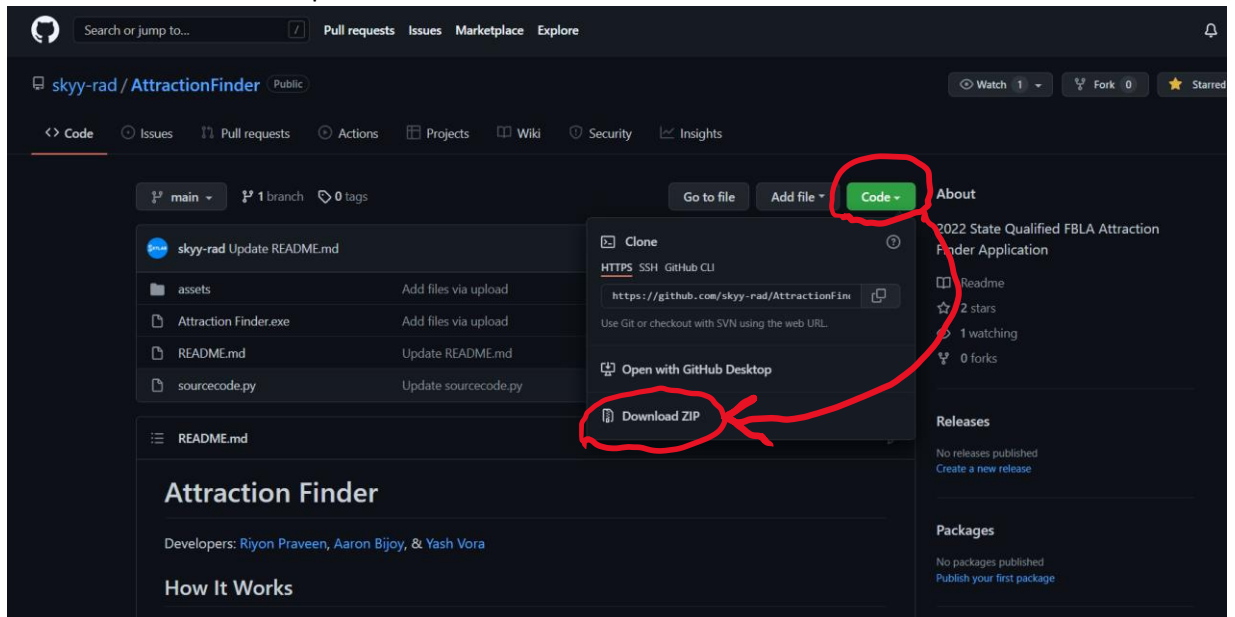 Search or jump to... / Pull requests Issues Marketplace Explore
skyy-rad / AttractionFinder Public
Watch 1 Fork 0 Starred
<> Code Issues Pull requests Actions Projects Wiki Security Insights
main 1 branch 0 tags
Go to file Add file Code
skyy-rad Update README.md
assets Add files via upload
Attraction Finder.exe Add files via upload
README.md Update README.md
sourcecode.py Update sourcecode.py
Clone
HTTPS SSH GitHub CLI
https://github.com/skyy-rad/AttractionFin
Use Git or checkout with SVN using the web URL.
Open with GitHub Desktop
Download ZIP
About
2022 State Qualified FBLA Attraction
Finder Application
Readme
2 stars
1 watching
0 forks
Releases
No releases published
Create a new release
Packages
No packages published
Publish your first package
README.md
Attraction Finder
Developers: Riyon Praveen, Aaron Bijoy, & Yash Vora
How It Works